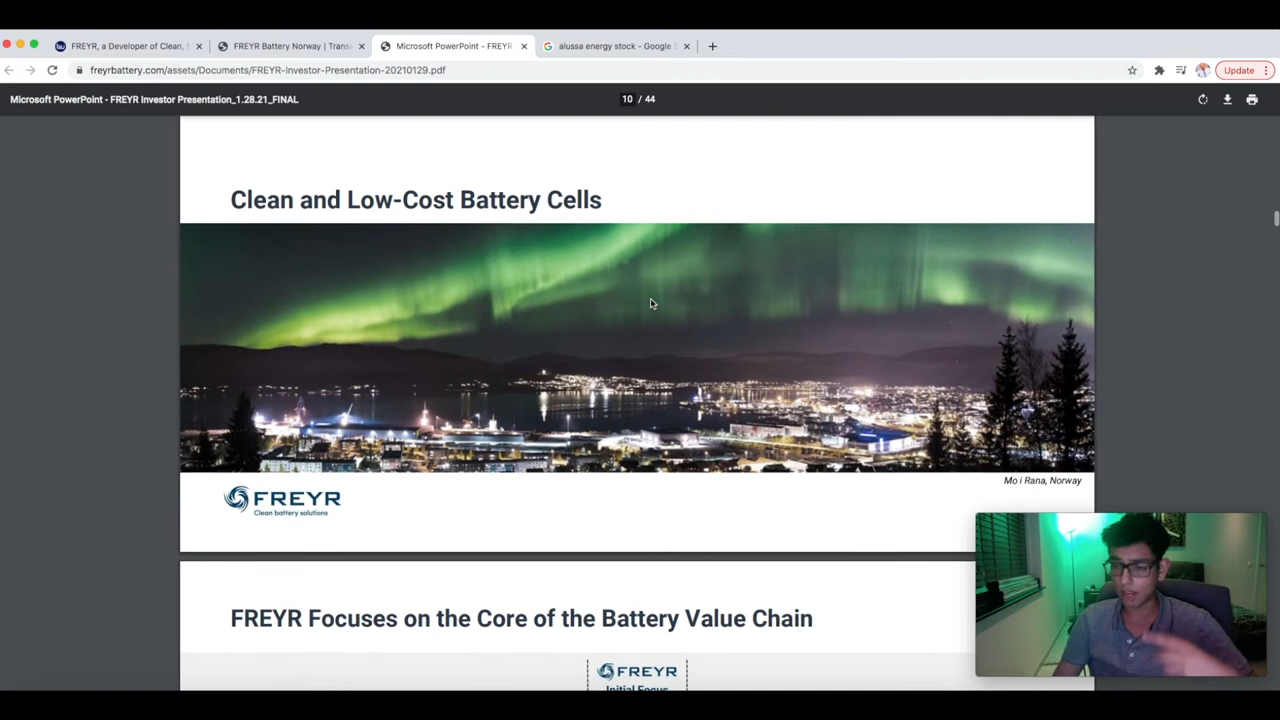 FREYR, a Developer of Clean,
FREYR Battery Norway | Transa
Microsoft PowerPoint - FREYR
alussa energy stock - Google S
freyrbattery.com/assets/Documents/FREYR-Investor-Presentation-20210129.pdf
Update
Microsoft PowerPoint - FREYR Investor Presentation_1.28.21_FINAL
10 / 44
Clean and Low-Cost Battery Cells
Mo i Rana, Norway
FREYR
Clean battery solutions
FREYR Focuses on the Core of the Battery Value Chain
FREYR
Initial Focus